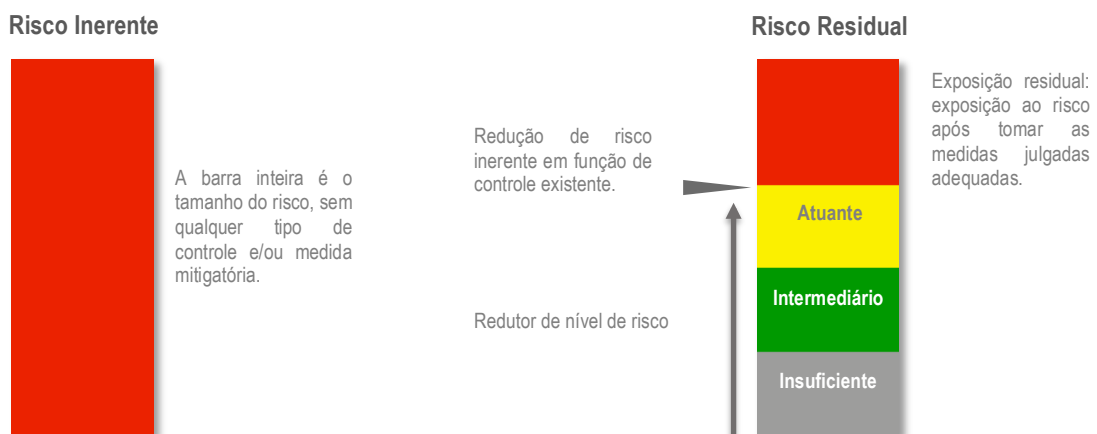 Risco Inerente
A barra inteira é o
tamanho do risco, sem
qualquer tipo de
controle e/ou medida
mitigatória.
Redução de risco
inerente em função de
controle existente.
Redutor de nível de risco
Risco Residual
Atuante
Intermediário
Insuficiente
Exposição residual:
exposição ao risco
após tomar as
medidas julgadas
adequadas.